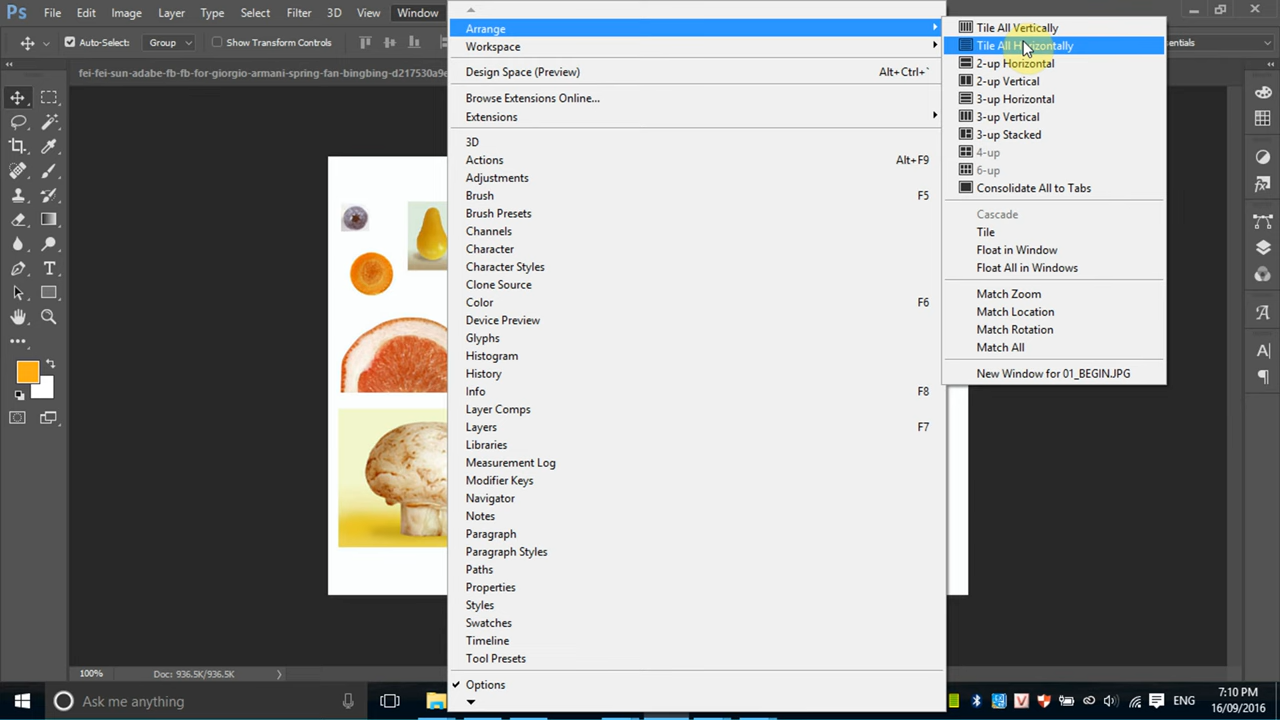 Ps File Edit Image Layer Type Select Filter 3D View Window
Auto-Select: Group Show Transform Controls
fei-fei-sun-adobe-fb-fb-for-giorgio-armani-spring-fan-bingbing-d217530a9e
Arrange
Workspace
Design Space (Preview) Alt+Ctrl+`
Browse Extensions Online...
Extensions
3D
Actions Alt+F9
Adjustments
Brush F5
Brush Presets
Channels
Character
Character Styles
Clone Source
Color F6
Device Preview
Glyphs
Histogram
History
Info F8
Layer Comps
Layers F7
Libraries
Measurement Log
Modifier Keys
Navigator
Notes
Paragraph
Paragraph Styles
Paths
Properties
Styles
Swatches
Timeline
Tool Presets
Options
Tile All Vertically
Tile All Horizontally
2-up Horizontal
2-up Vertical
3-up Horizontal
3-up Vertical
3-up Stacked
4-up
6-up
Consolidate All to Tabs
Cascade
Tile
Float in Window
Float All in Windows
Match Zoom
Match Location
Match Rotation
Match All
New Window for 01_BEGIN.JPG
entials
100% Doc: 936.5K/936.5K
Ask me anything
ENG
7:10 PM
16/09/2016